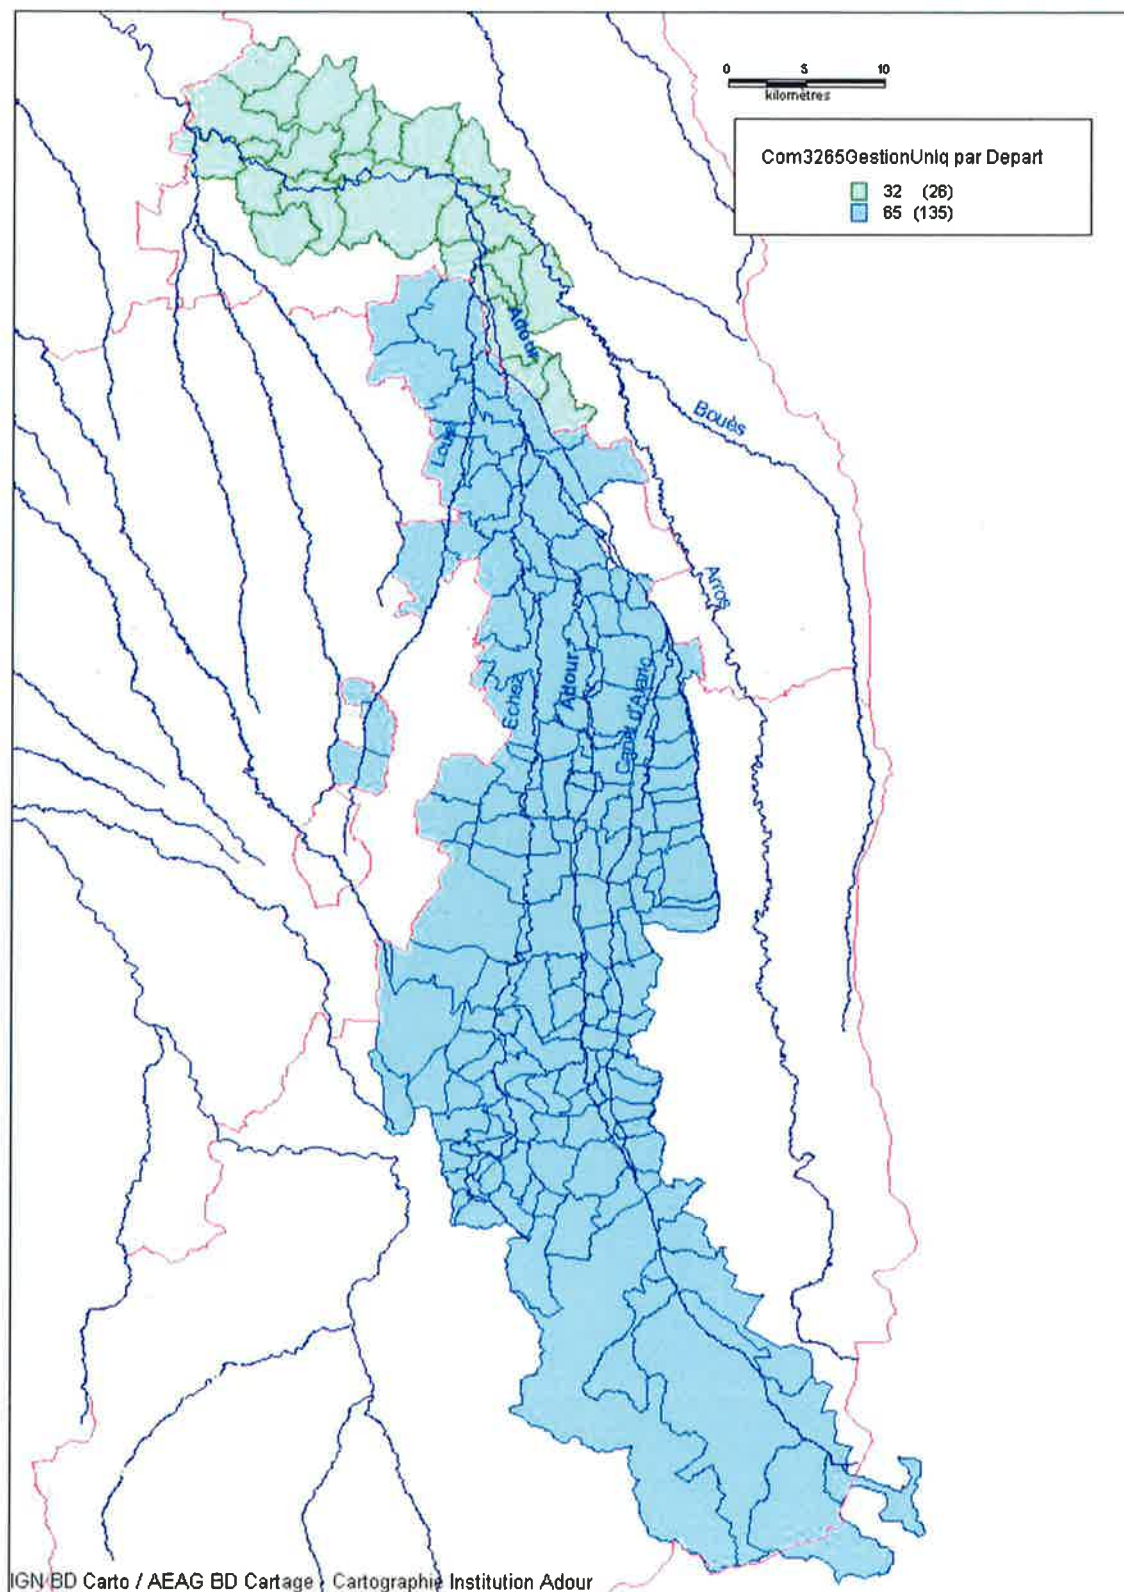 0 5 10
kilomètres
Com3265GestionUniq par Depart
32 (26)
65 (135)
Adour
Bouès
Louet
Arros
Echez
Adour
Canal d'Alaric
IGN BD Carto / AEAG BD Cartage , Cartographie Institution Adour